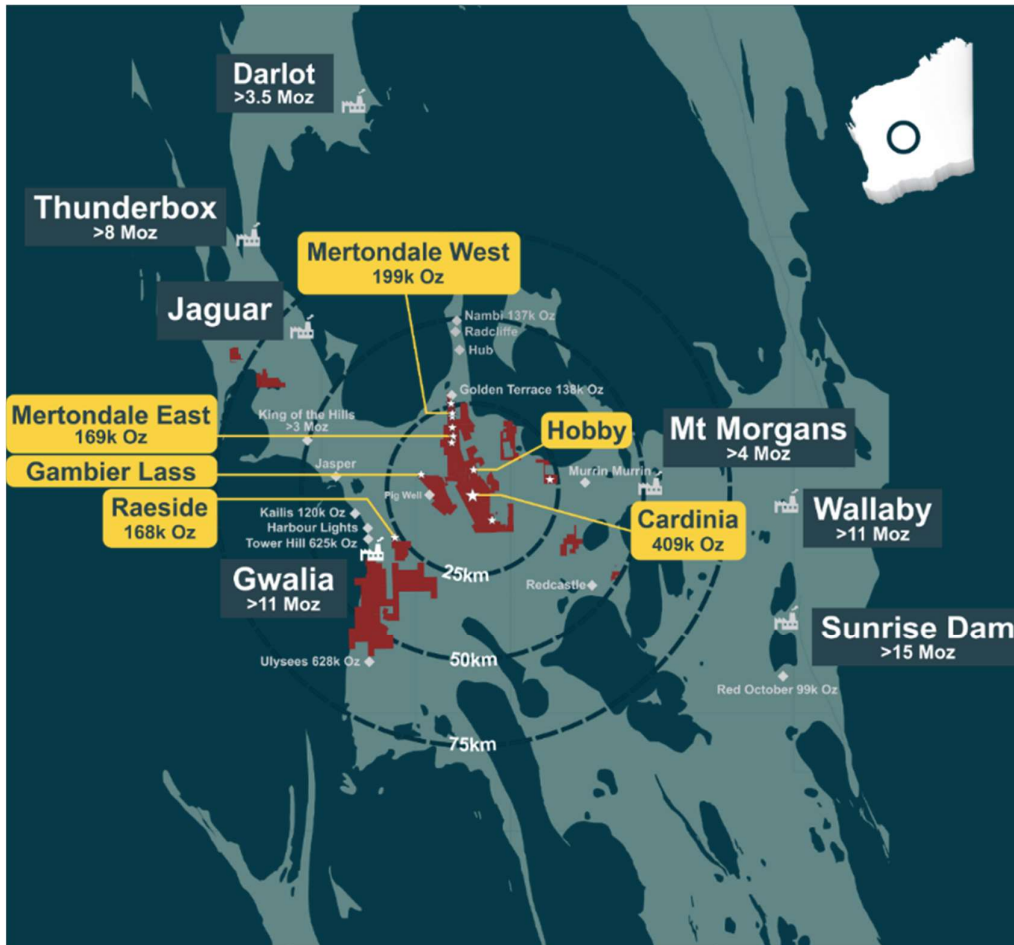 Darlot
>3.5 Moz
Thunderbox
>8 Moz
Mertondale West
199k Oz
Jaguar
Nambi 137k Oz
Radcliffe
Hub
Golden Terrace 138k Oz
Mertondale East
169k Oz
King of the Hills
>3 Moz
Hobby
Mt Morgans
>4 Moz
Gambier Lass
Jasper
Murrin Murrin
Pig Well
Raeside
168k Oz
Kailis 120k Oz
Harbour Lights
Tower Hill 625k Oz
Cardinia
409k Oz
Wallaby
>11 Moz
Gwalia
>11 Moz
25km
Redcastle
Sunrise Dam
>15 Moz
50km
Ulysees 628k Oz
Red October 99k Oz
75km